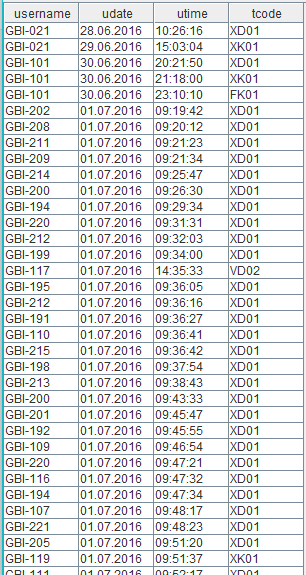 username udate utime tcode
GBI-021 28.06.2016 10:26:16 XD01
GBI-021 29.06.2016 15:03:04 XK01
GBI-101 30.06.2016 20:21:50 XD01
GBI-101 30.06.2016 21:18:00 XK01
GBI-101 30.06.2016 23:10:10 FK01
GBI-202 01.07.2016 09:19:42 XD01
GBI-208 01.07.2016 09:20:12 XD01
GBI-211 01.07.2016 09:21:23 XD01
GBI-209 01.07.2016 09:21:34 XD01
GBI-214 01.07.2016 09:25:47 XD01
GBI-200 01.07.2016 09:26:30 XD01
GBI-194 01.07.2016 09:29:34 XD01
GBI-220 01.07.2016 09:31:31 XD01
GBI-212 01.07.2016 09:32:03 XD01
GBI-199 01.07.2016 09:34:00 XD01
GBI-117 01.07.2016 14:35:33 VD02
GBI-195 01.07.2016 09:36:05 XD01
GBI-212 01.07.2016 09:36:16 XD01
GBI-191 01.07.2016 09:36:27 XD01
GBI-110 01.07.2016 09:36:41 XD01
GBI-215 01.07.2016 09:36:42 XD01
GBI-198 01.07.2016 09:37:54 XD01
GBI-213 01.07.2016 09:38:43 XD01
GBI-200 01.07.2016 09:43:33 XD01
GBI-201 01.07.2016 09:45:47 XD01
GBI-192 01.07.2016 09:45:55 XD01
GBI-109 01.07.2016 09:46:54 XD01
GBI-220 01.07.2016 09:47:21 XD01
GBI-116 01.07.2016 09:47:32 XD01
GBI-194 01.07.2016 09:47:34 XD01
GBI-107 01.07.2016 09:48:17 XD01
GBI-221 01.07.2016 09:48:23 XD01
GBI-205 01.07.2016 09:51:20 XD01
GBI-119 01.07.2016 09:51:37 XK01
GBI-111 01.07.2016 09:52:17 XD01